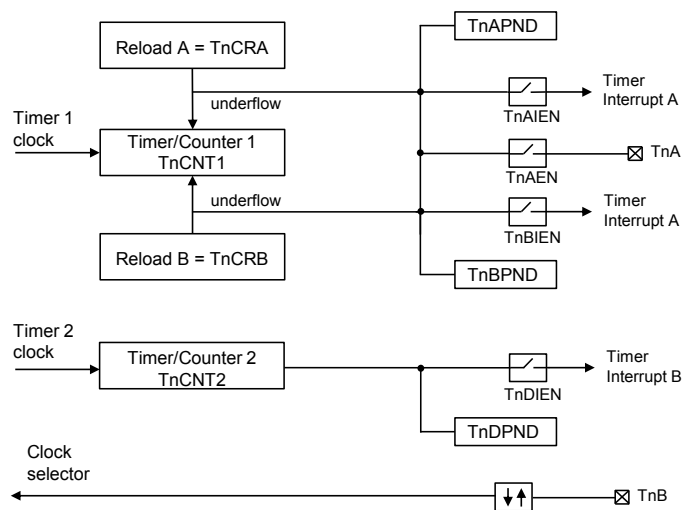 TnAPND
Reload A = TnCRA
underflow
TnAIEN
Timer
Interrupt A
Timer 1
clock
Timer/Counter 1
TnCNT1
TnAEN
TnA
underflow
TnBIEN
Timer
Interrupt A
Reload B = TnCRB
TnBPND
Timer 2
clock
Timer/Counter 2
TnCNT2
TnDIEN
Timer
Interrupt B
TnDPND
Clock
selector
TnB